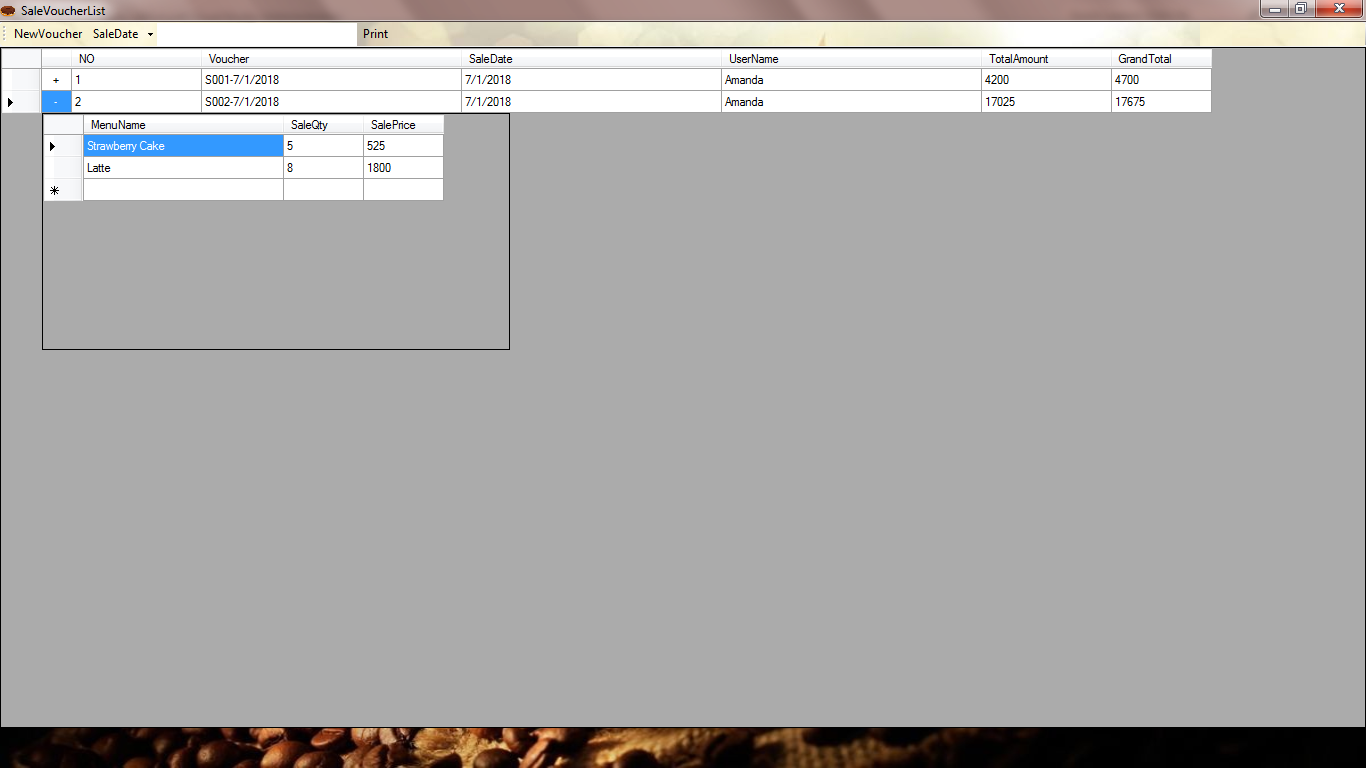 SaleVoucherList
NewVoucher SaleDate Print
NO Voucher SaleDate UserName TotalAmount GrandTotal
+ 1 S001-7/1/2018 7/1/2018 Amanda 4200 4700
- 2 S002-7/1/2018 7/1/2018 Amanda 17025 17675
MenuName SaleQty SalePrice
Strawberry Cake 5 525
Latte 8 1800